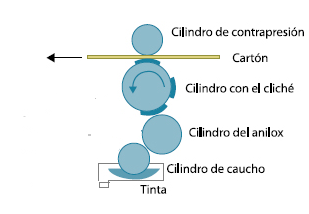 Cilindro de contrapresión
Cartón
Cilindro con el cliché
Cilindro del anilox
Cilindro de caucho
Tinta